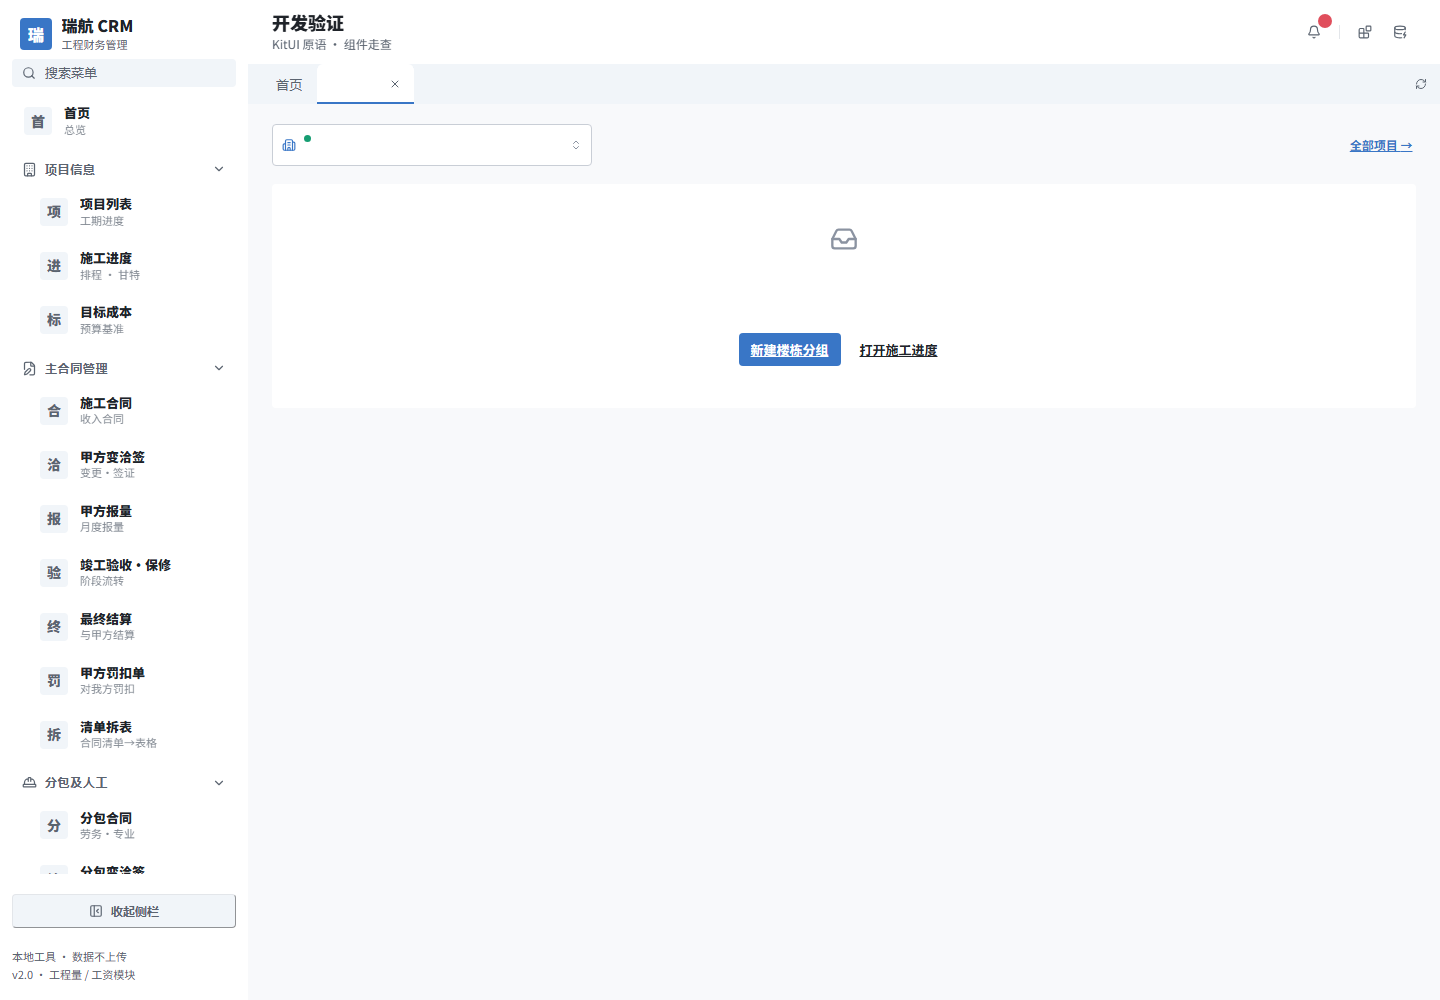 瑞
瑞航 CRM
工程财务管理
搜索菜单
首
首页
总览
项目信息
项
项目列表
工期进度
进
施工进度
排程 · 甘特
标
目标成本
预算基准
主合同管理
合
施工合同
收入合同
洽
甲方变洽签
变更·签证
报
甲方报量
月度报量
验
竣工验收·保修
阶段流转
终
最终结算
与甲方结算
罚
甲方罚扣单
对我方罚扣
拆
清单拆表
合同清单→表格
分包及人工
分
分包合同
劳务·专业
分包变洽签
收起侧栏
本地工具 · 数据不上传
v2.0 · 工程量 / 工资模块
开发验证
KitUI 原语 · 组件走查
首页
全部项目 →
新建楼栋分组
打开施工进度